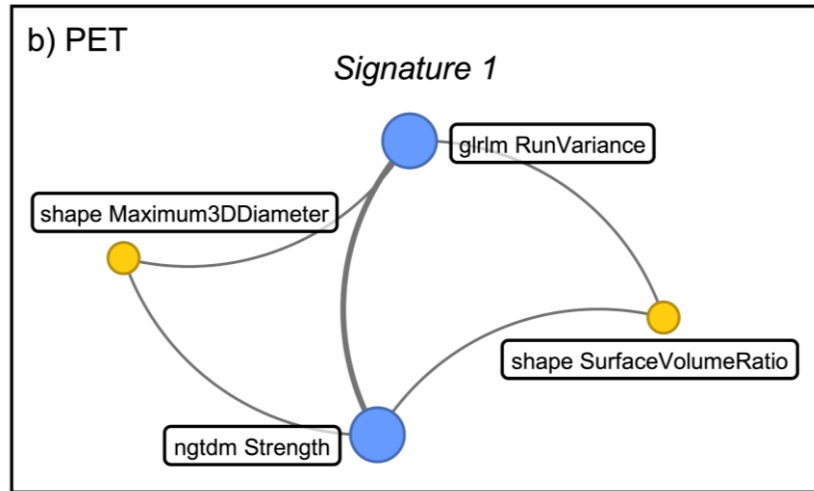 b) PET
Signature 1
glrlm RunVariance
shape Maximum3DDiameter
shape SurfaceVolumeRatio
ngtdm Strength